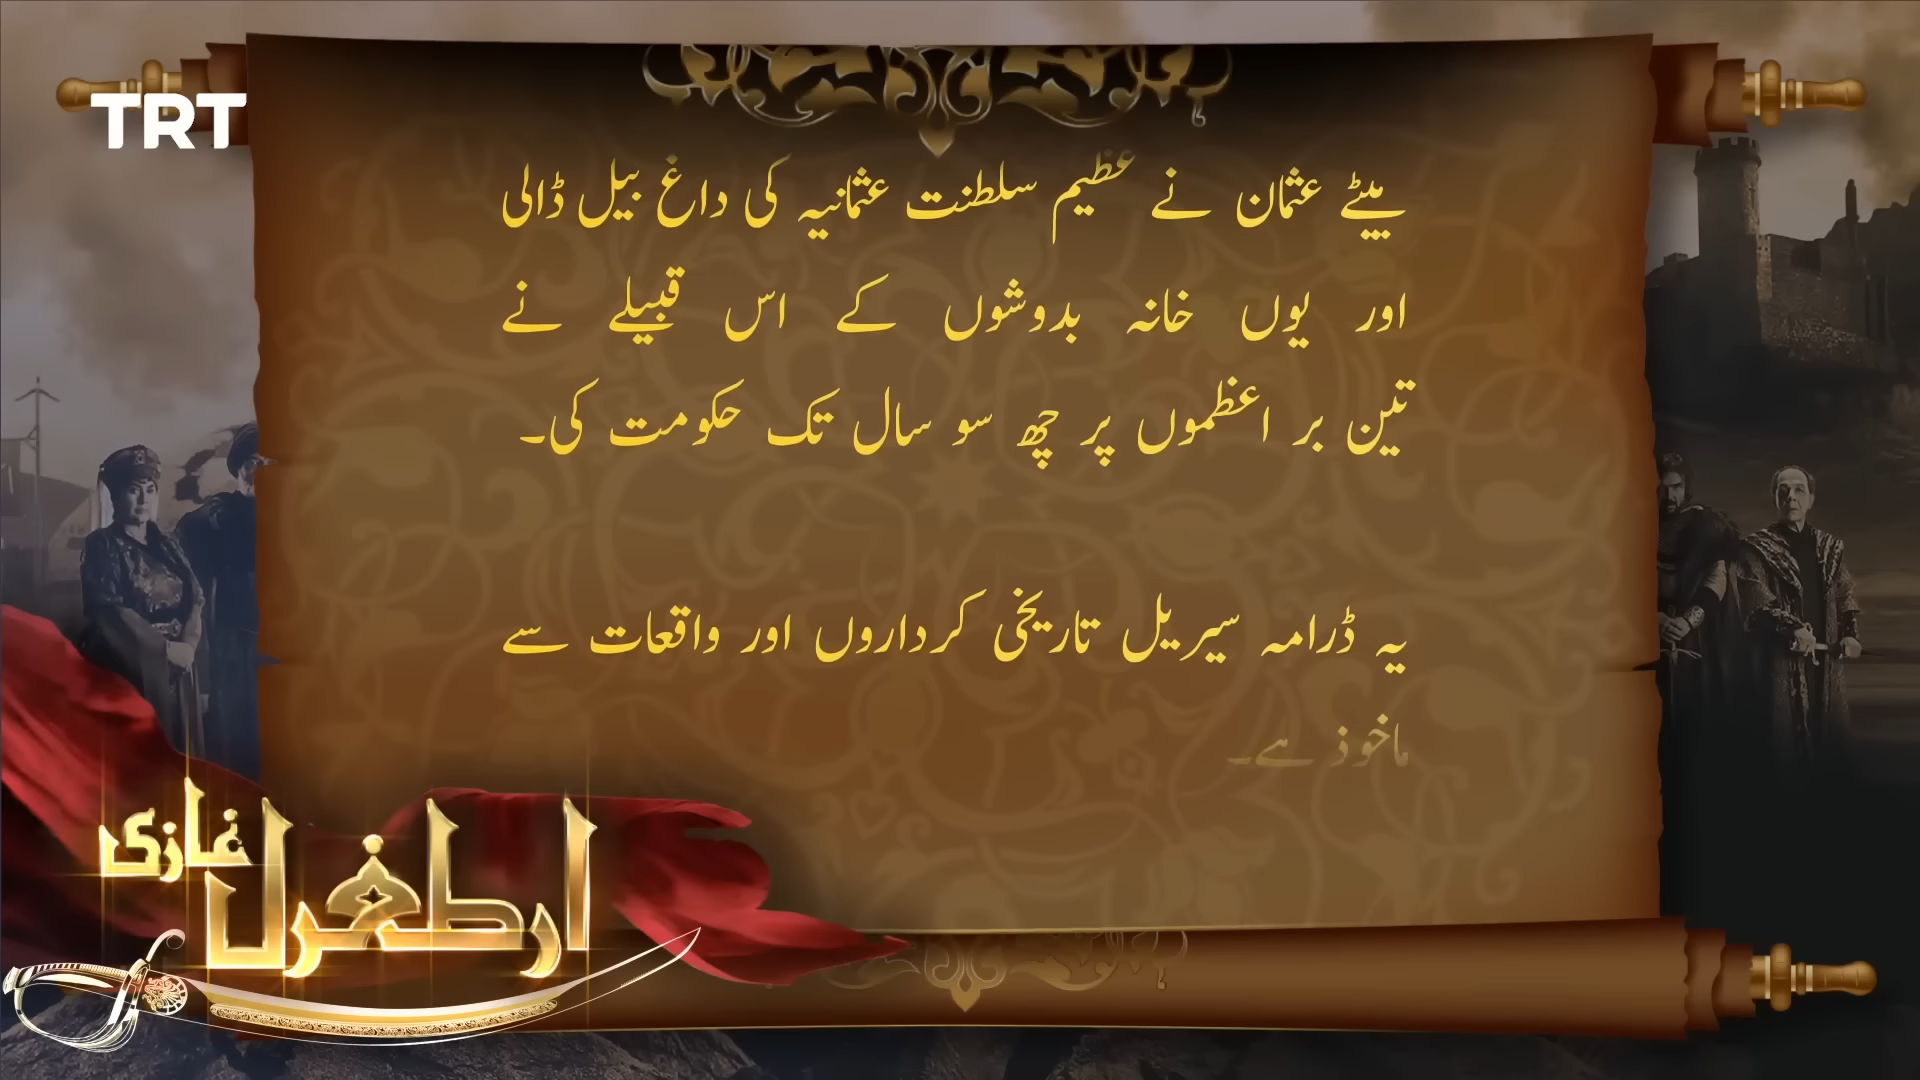 TRT
بیٹے عثمان نے عظیم سلطنت عثمانیہ کی داغ بیل ڈالی
اور یوں خانہ بدوشوں کے اس قبیلے نے
تین بر اعظموں پر چھ سو سال تک حکومت کی۔
یہ ڈرامہ سیریل تاریخی کرداروں اور واقعات سے
ماخوذ ہے۔
ارطغرل غازی